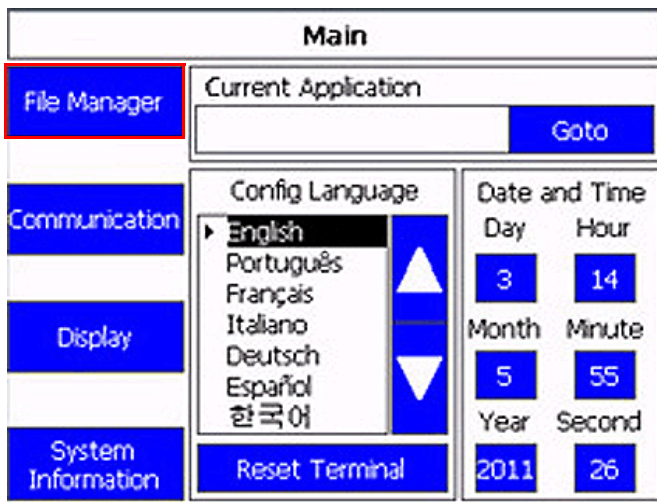 Main
File Manager
Current Application
Goto
Communication
Display
System
Information
Config Language
English
Português
Français
Italiano
Deutsch
Español
한국어
Reset Terminal
Date and Time
Day Hour
3 14
Month Minute
5 55
Year Second
2011 26